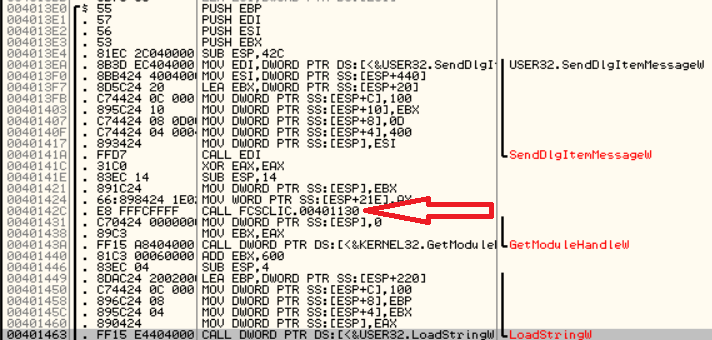 004013E0 $ 55 PUSH EBP
004013E1 . 57 PUSH EDI
004013E2 . 56 PUSH ESI
004013E3 . 53 PUSH EBX
004013E4 . 81EC 2C040000 SUB ESP,42C
004013EA . 8B3D EC404000 MOV EDI,DWORD PTR DS:[<&USER32.SendDlgI USER32.SendDlgItemMessageW
004013F0 . 8BB424 4004000 MOV ESI,DWORD PTR SS:[ESP+440]
004013F7 . 8D5C24 20 LEA EBX,DWORD PTR SS:[ESP+20]
004013FB . C74424 0C 000 MOV DWORD PTR SS:[ESP+C],100
00401403 . 895C24 10 MOV DWORD PTR SS:[ESP+10],EBX
00401407 . C74424 08 0D0 MOV DWORD PTR SS:[ESP+8],0D
0040140F . C74424 04 000 MOV DWORD PTR SS:[ESP+4],400
00401417 . 893424 MOV DWORD PTR SS:[ESP],ESI
0040141A . FFD7 CALL EDI SendDlgItemMessageW
0040141C . 31C0 XOR EAX,EAX
0040141E . 83EC 14 SUB ESP,14
00401421 . 891C24 MOV DWORD PTR SS:[ESP],EBX
00401424 . 66:898424 1E0 MOV WORD PTR SS:[ESP+21E],AX
0040142C . E8 FFFCFFFF CALL FCSCLIC.00401130
00401431 . C70424 0000000 MOV DWORD PTR SS:[ESP],0
00401438 . 89C3 MOV EBX,EAX
0040143A . FF15 A8404000 CALL DWORD PTR DS:[<&KERNEL32.GetModule GetModuleHandleW
00401440 . 81C3 00060000 ADD EBX,600
00401446 . 83EC 04 SUB ESP,4
00401449 . 8DAC24 2002000 LEA EBP,DWORD PTR SS:[ESP+220]
00401450 . C74424 0C 000 MOV DWORD PTR SS:[ESP+C],100
00401458 . 896C24 08 MOV DWORD PTR SS:[ESP+8],EBP
0040145C . 895C24 04 MOV DWORD PTR SS:[ESP+4],EBX
00401460 . 890424 MOV DWORD PTR SS:[ESP],EAX
00401463 . FF15 E4404000 CALL DWORD PTR DS:[<&USER32.LoadStringW LoadStringW